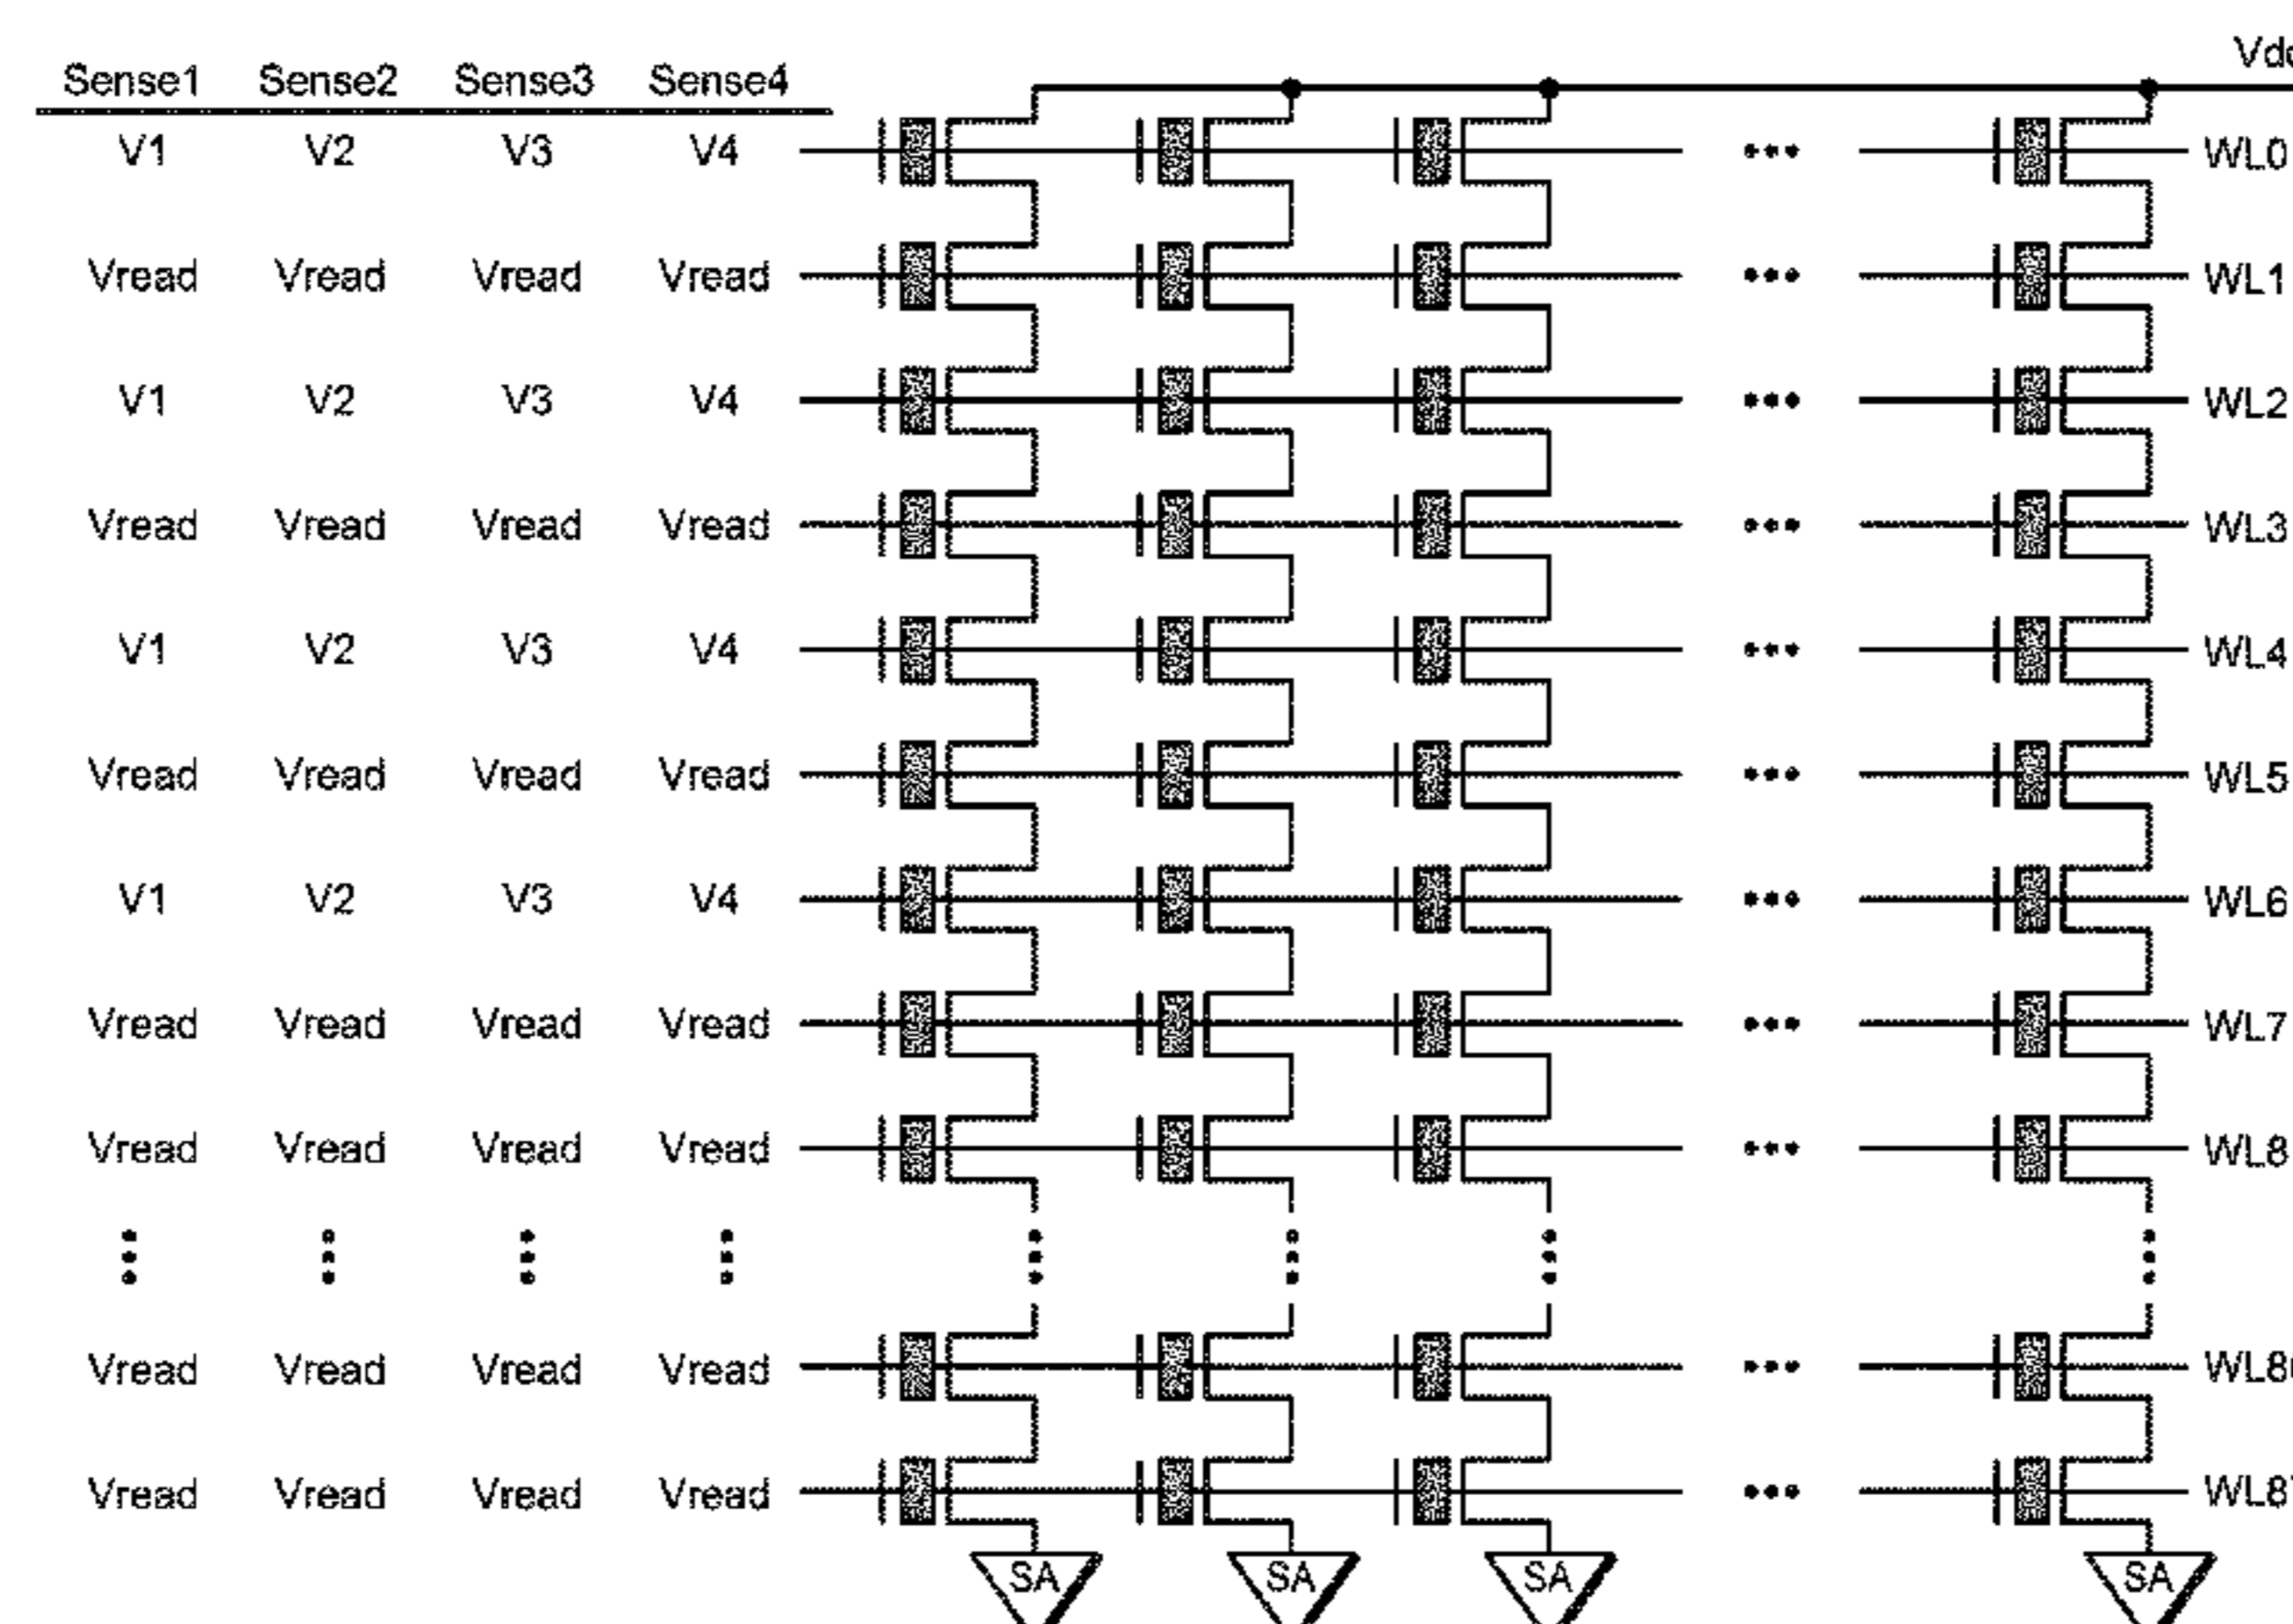 Vdd
Sense1 Sense2 Sense3 Sense4
V1 V2 V3 V4 WL0
Vread Vread Vread Vread WL1
V1 V2 V3 V4 WL2
Vread Vread Vread Vread WL3
V1 V2 V3 V4 WL4
Vread Vread Vread Vread WL5
V1 V2 V3 V4 WL6
Vread Vread Vread Vread WL7
Vread Vread Vread Vread WL8
Vread Vread Vread Vread
Vread Vread Vread Vread
SA SA SA SA